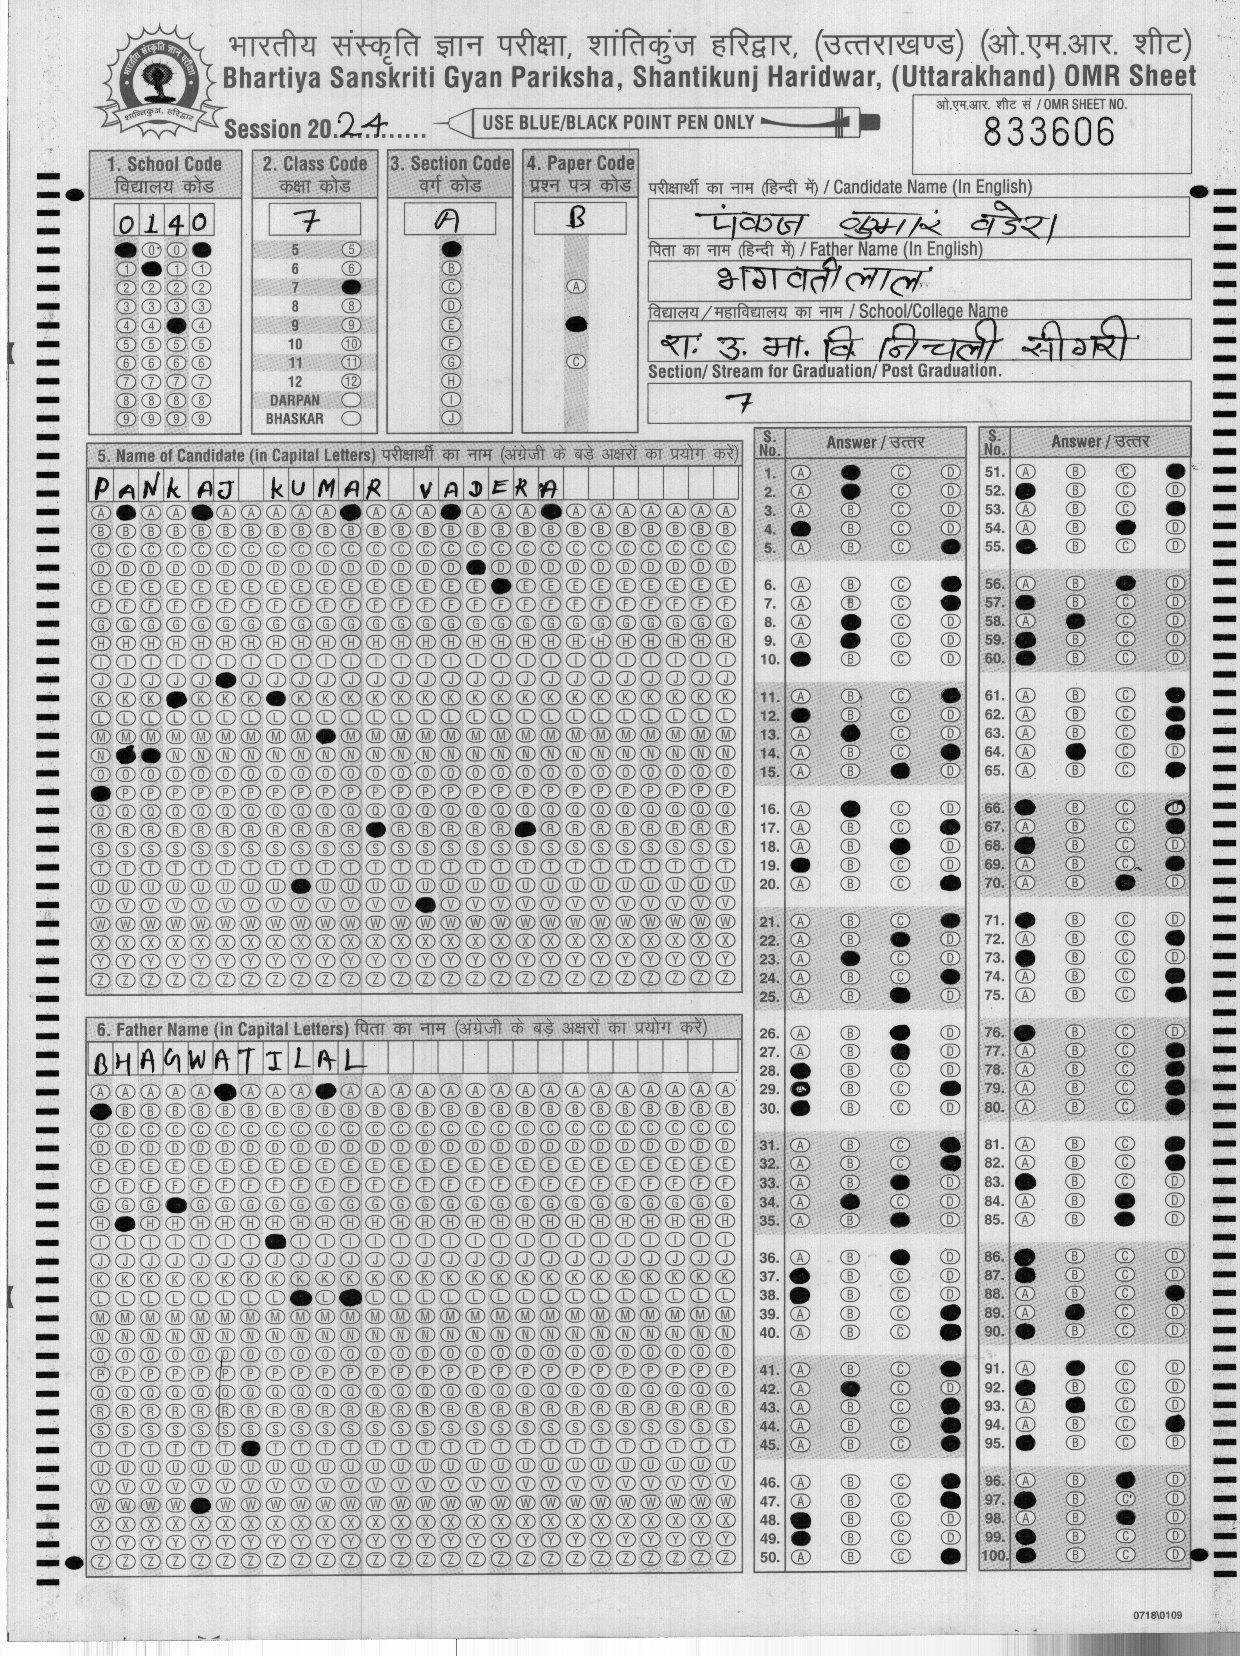 भारतीय संस्कृति ज्ञान परीक्षा, शांतिकुंज हरिद्वार, (उत्तराखण्ड) (ओ.एम.आर. शीट)
Bhartiya Sanskriti Gyan Pariksha, Shantikunj Haridwar, (Uttarakhand) OMR Sheet
Session 20.24......
USE BLUE/BLACK POINT PEN ONLY
ओ.एम.आर. शीट सं / OMR SHEET NO.
833606
1. School Code
विद्यालय कोड
0140
2. Class Code
कक्षा कोड
7
5
6
7
8
9
10
11
12
DARPAN
BHASKAR
3. Section Code
वर्ग कोड
A
4. Paper Code
प्रश्न पत्र कोड
B
परीक्षार्थी का नाम (हिन्दी में) / Candidate Name (In English)
पंकज कुमार वडेरा
पिता का नाम (हिन्दी में) / Father Name (In English)
भगवतीलाल
विद्यालय/महाविद्यालय का नाम / School/College Name
रा. उ. मा. वि. निचली सीगरी
Section/ Stream for Graduation/ Post Graduation.
7
5. Name of Candidate (in Capital Letters) परीक्षार्थी का नाम (अंग्रेजी के बड़े अक्षरों का प्रयोग करें)
PANKAJ KUMAR VADERA
6. Father Name (in Capital Letters) पिता का नाम (अंग्रेजी के बड़े अक्षरों का प्रयोग करें)
BHAGWATILAL
S. No. Answer / उत्तर
S. No. Answer / उत्तर
0718\0109